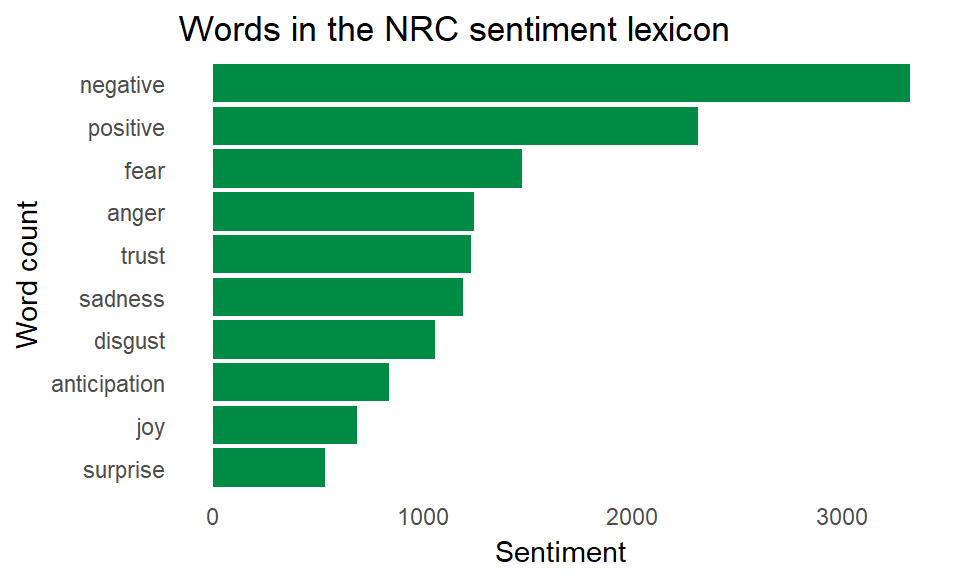 Words in the NRC sentiment lexicon
Word count
negative
positive
fear
anger
trust
sadness
disgust
anticipation
joy
surprise
0 1000 2000 3000
Sentiment